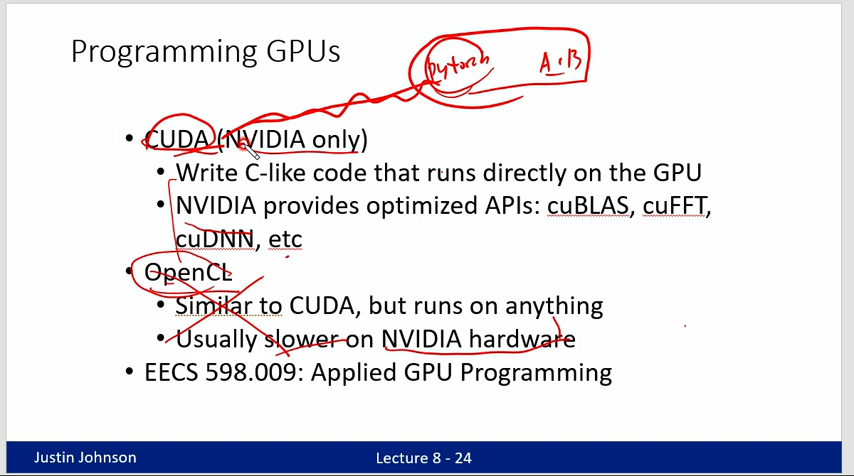 Programming GPUs
pytorch A·B
• CUDA (NVIDIA only)
• Write C-like code that runs directly on the GPU
• NVIDIA provides optimized APIs: cuBLAS, cuFFT,
cuDNN, etc
• OpenCL
• Similar to CUDA, but runs on anything
• Usually slower on NVIDIA hardware
• EECS 598.009: Applied GPU Programming
Justin Johnson
Lecture 8 - 24